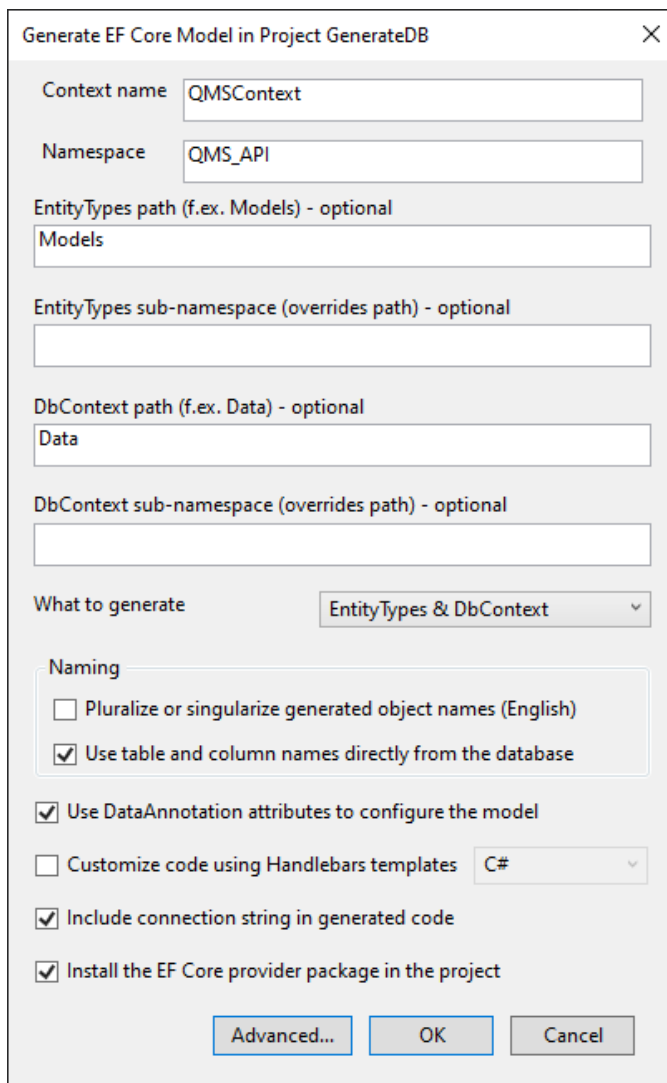 Generate EF Core Model in Project GenerateDB
Context name QMSContext
Namespace QMS_API
EntityTypes path (f.ex. Models) - optional
Models
EntityTypes sub-namespace (overrides path) - optional
DbContext path (f.ex. Data) - optional
Data
DbContext sub-namespace (overrides path) - optional
What to generate EntityTypes & DbContext
Naming
Pluralize or singularize generated object names (English)
Use table and column names directly from the database
Use DataAnnotation attributes to configure the model
Customize code using Handlebars templates C#
Include connection string in generated code
Install the EF Core provider package in the project
Advanced... OK Cancel